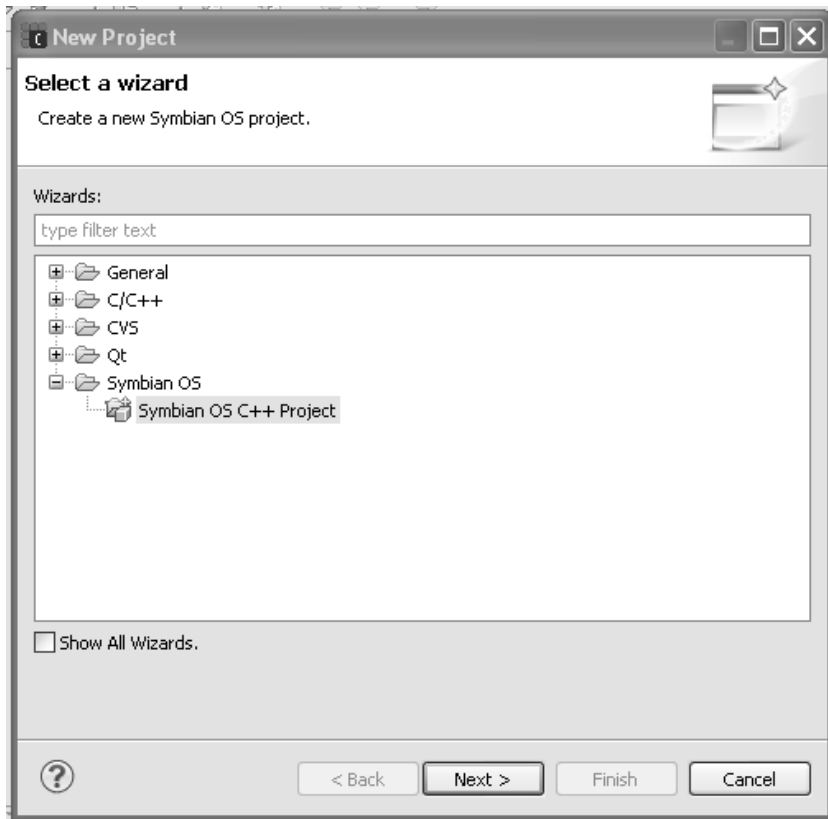 New Project
Select a wizard
Create a new Symbian OS project.
Wizards:
type filter text
General
C/C++
CVS
Qt
Symbian OS
Symbian OS C++ Project
Show All Wizards.
? < Back Next > Finish Cancel